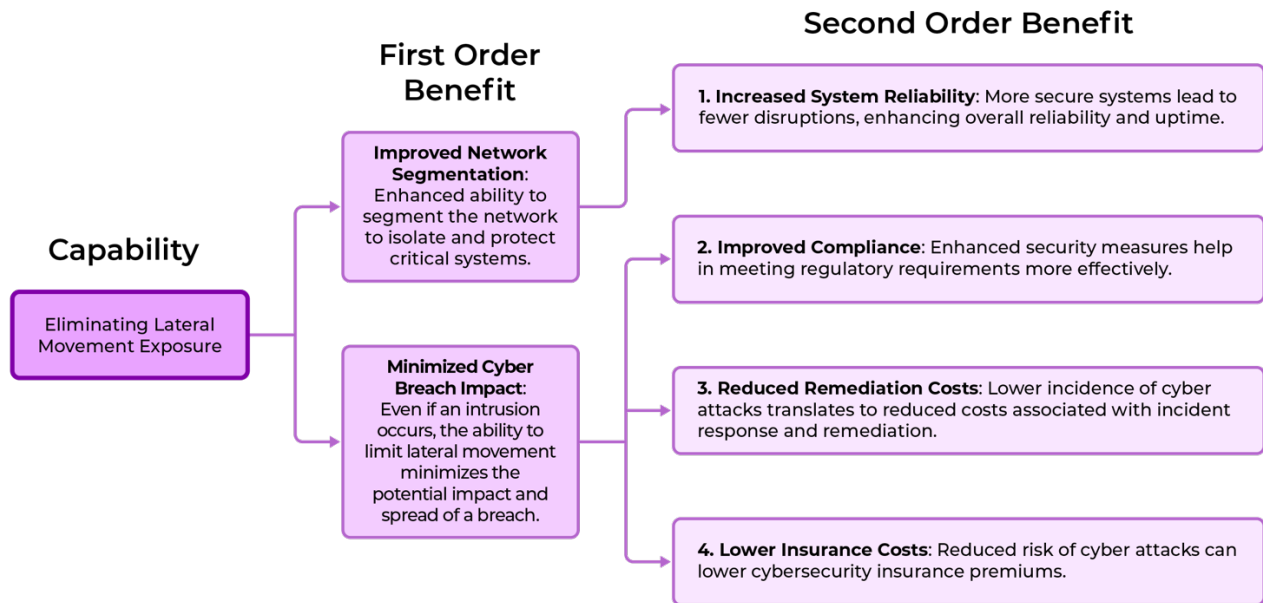 Second Order Benefit
First Order
Benefit
Capability
Eliminating Lateral
Movement Exposure
Improved Network
Segmentation:
Enhanced ability to
segment the network
to isolate and protect
critical systems.
Minimized Cyber
Breach Impact:
Even if an intrusion
occurs, the ability to
limit lateral movement
minimizes the
potential impact and
spread of a breach.
1. Increased System Reliability: More secure systems lead to
fewer disruptions, enhancing overall reliability and uptime.
2. Improved Compliance: Enhanced security measures help
in meeting regulatory requirements more effectively.
3. Reduced Remediation Costs: Lower incidence of cyber
attacks translates to reduced costs associated with incident
response and remediation.
4. Lower Insurance Costs: Reduced risk of cyber attacks can
lower cybersecurity insurance premiums.